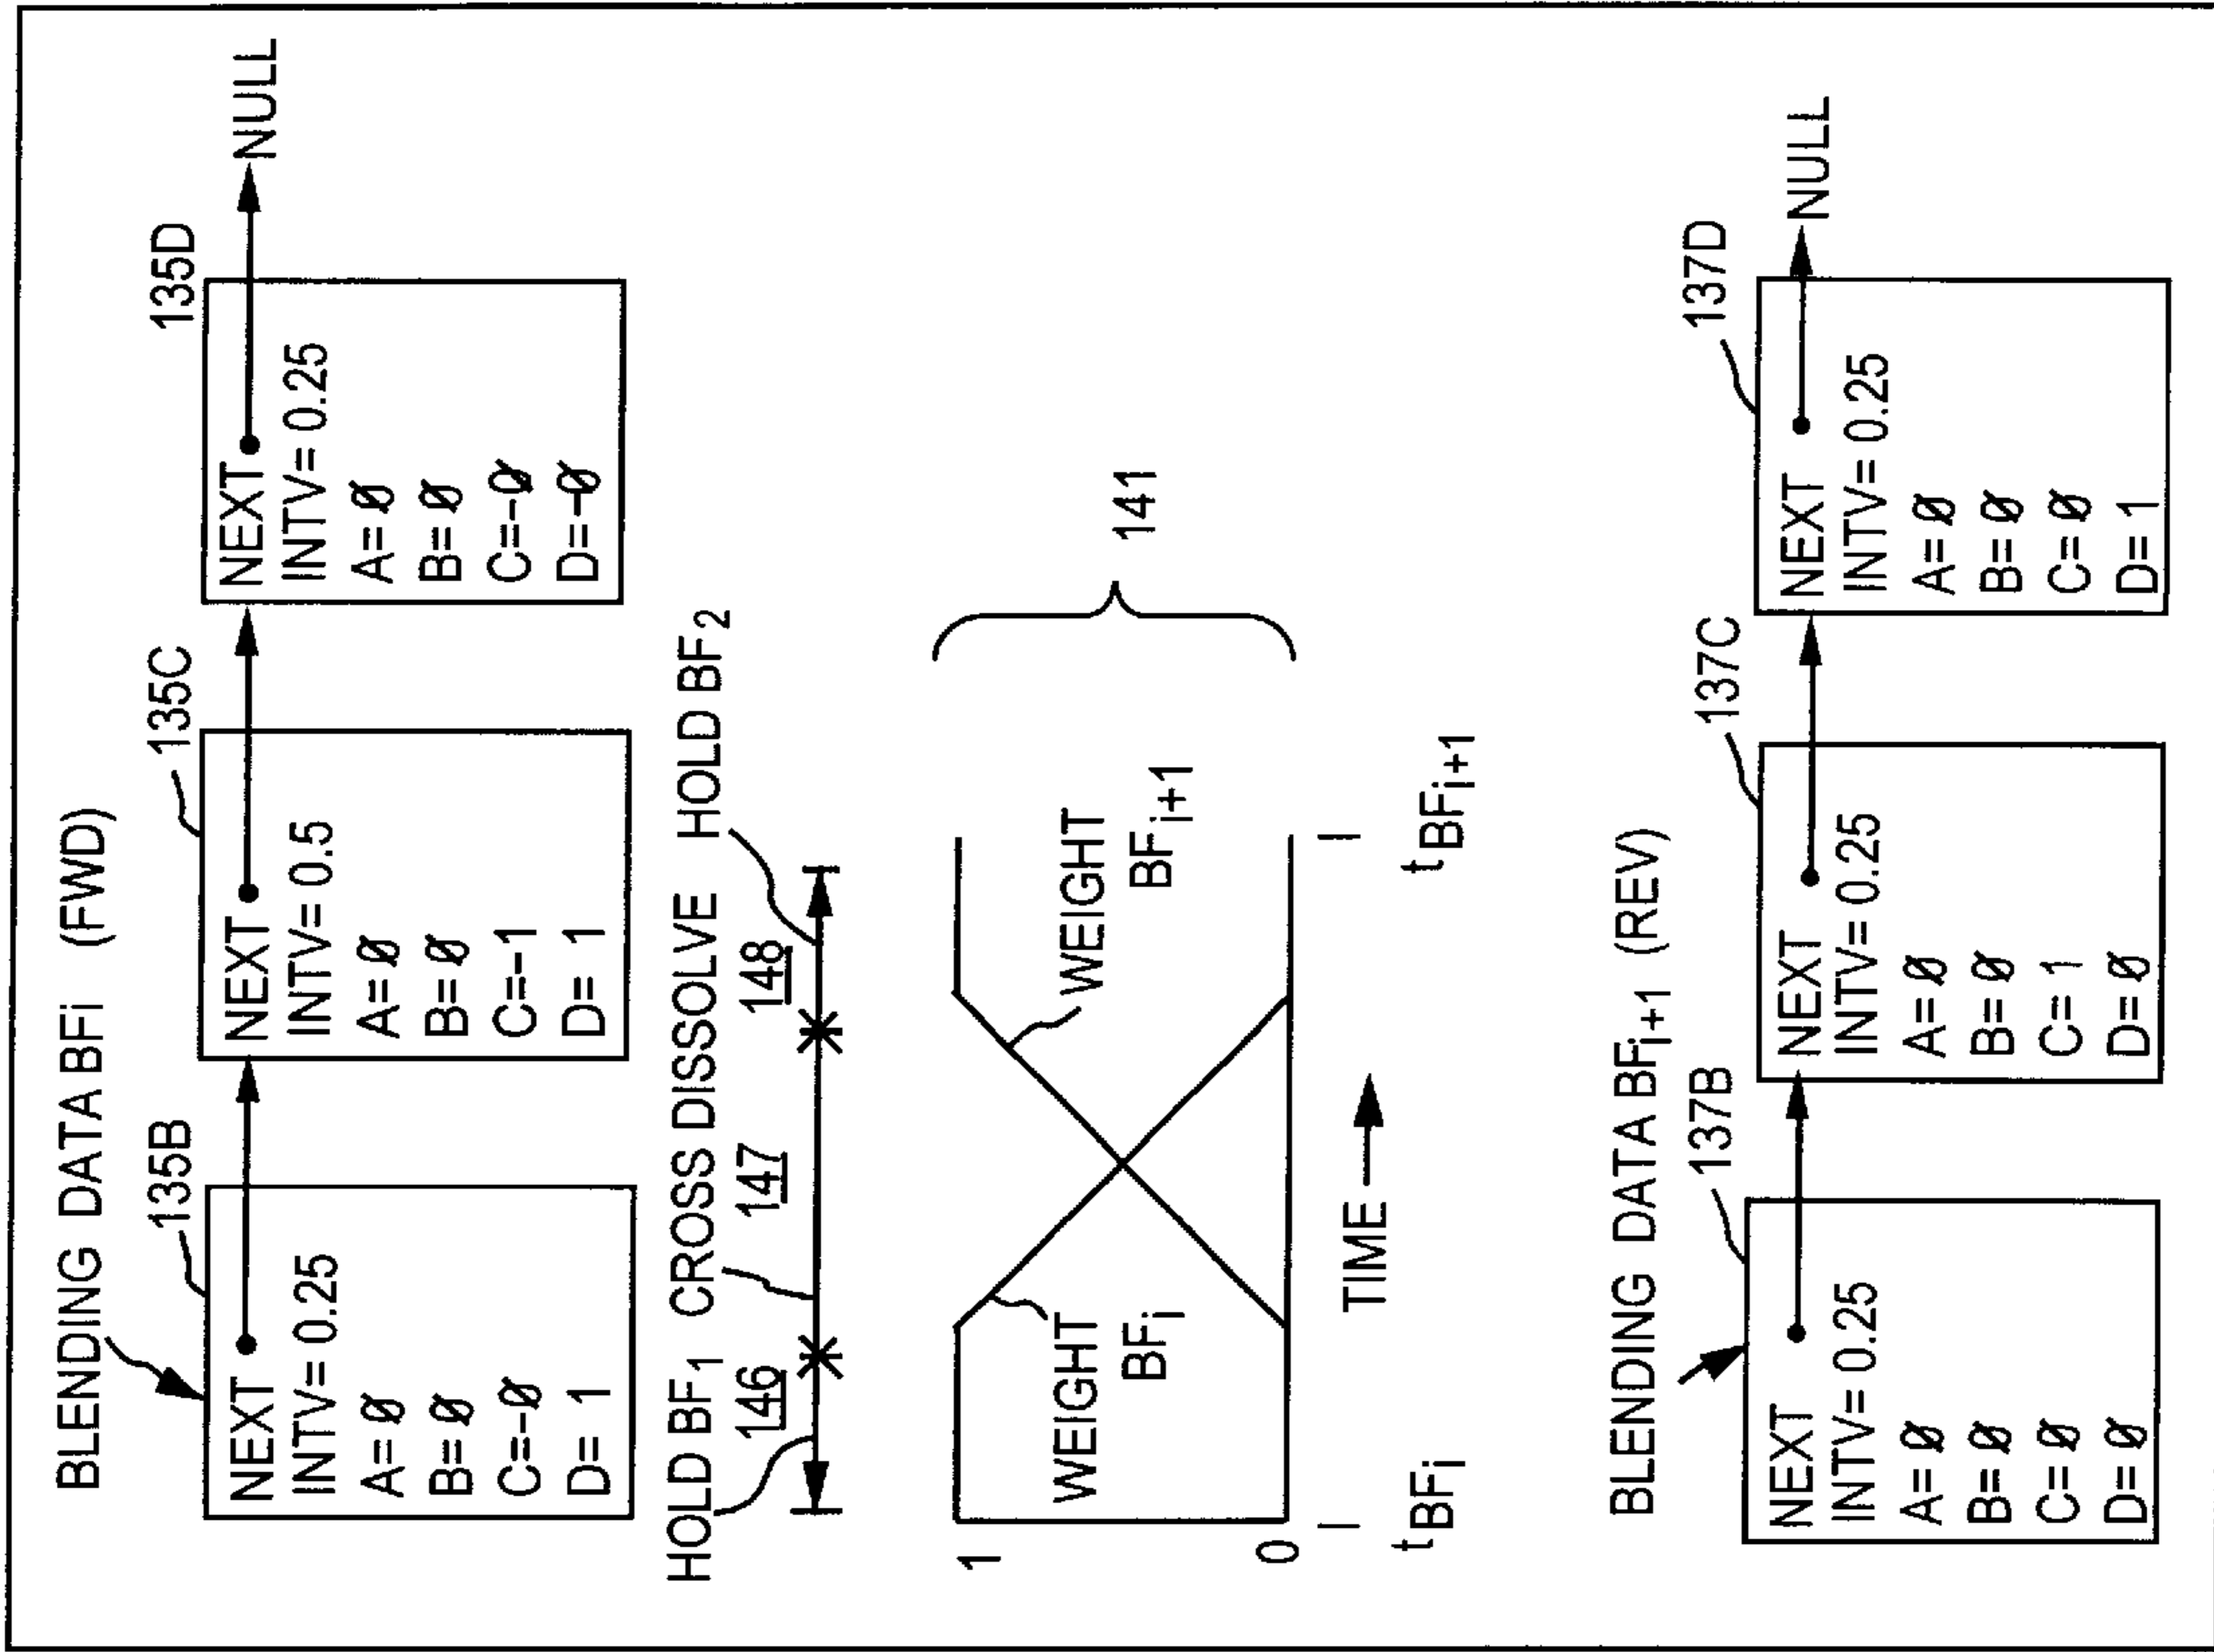 BLENDING DATA BFi (FWD)
135B
135C
135D
NEXT
INTV= 0.25
A=Ø
B=Ø
C=-Ø
D= 1
NEXT
INTV= 0.5
A=Ø
B=Ø
C=-1
D= 1
NEXT
INTV= 0.25
A=Ø
B=Ø
C=-Ø
D=-Ø
NULL
HOLD BF1
CROSS DISSOLVE
HOLD BF2
146
147
148
1
0
WEIGHT
BFi
WEIGHT
BFi+1
141
TIME
tBFi
tBFi+1
BLENDING DATA BFi+1 (REV)
137B
137C
137D
NEXT
INTV= 0.25
A=Ø
B=Ø
C=Ø
D=Ø
NEXT
INTV= 0.25
A=Ø
B=Ø
C= 1
D=Ø
NEXT
INTV= 0.25
A=Ø
B=Ø
C=Ø
D= 1
NULL